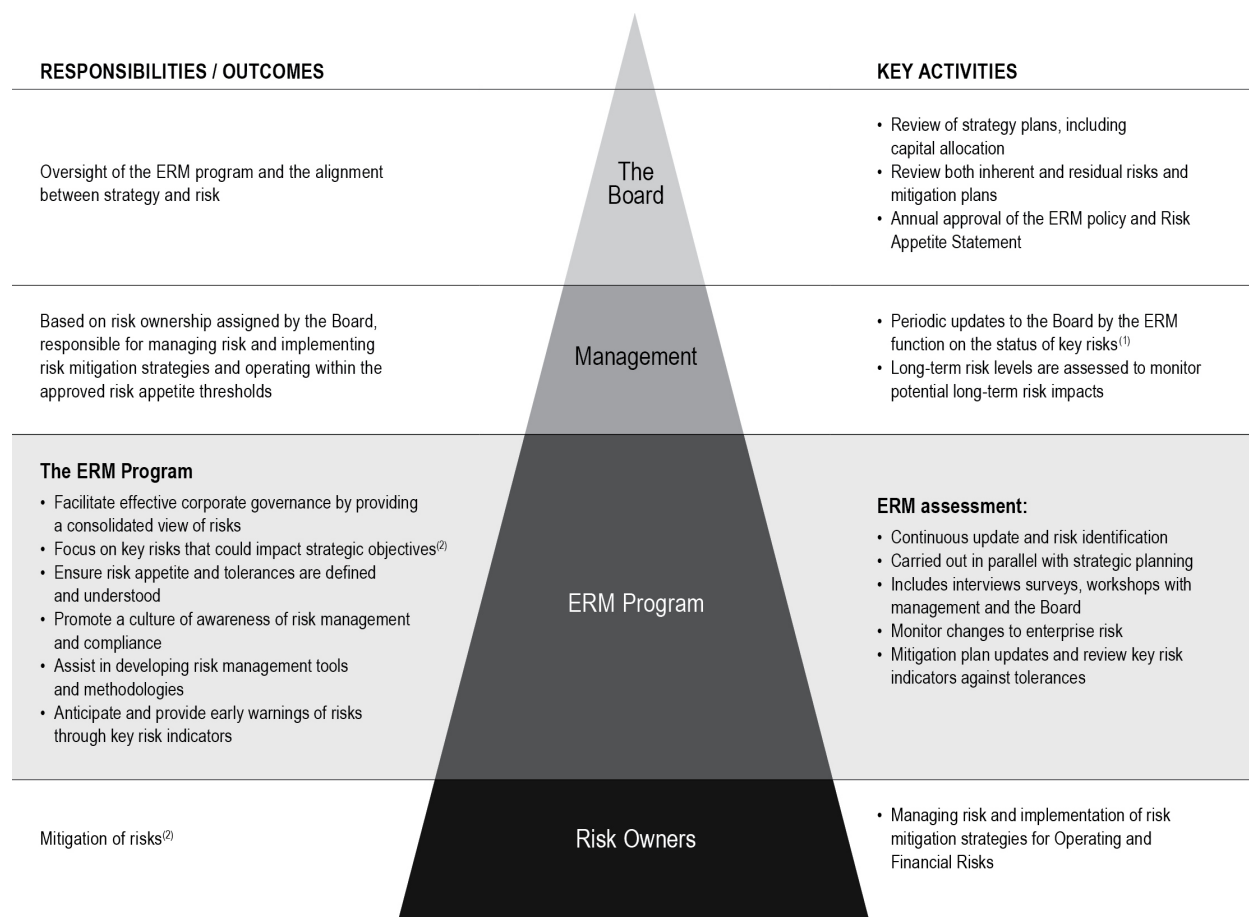 RESPONSIBILITIES / OUTCOMES
KEY ACTIVITIES
Oversight of the ERM program and the alignment
between strategy and risk
The
Board
• Review of strategy plans, including
capital allocation
• Review both inherent and residual risks and
mitigation plans
• Annual approval of the ERM policy and Risk
Appetite Statement
Based on risk ownership assigned by the Board,
responsible for managing risk and implementing
risk mitigation strategies and operating within the
approved risk appetite thresholds
Management
• Periodic updates to the Board by the ERM
function on the status of key risks(1)
• Long-term risk levels are assessed to monitor
potential long-term risk impacts
The ERM Program
• Facilitate effective corporate governance by providing
a consolidated view of risks
• Focus on key risks that could impact strategic objectives(2)
• Ensure risk appetite and tolerances are defined
and understood
• Promote a culture of awareness of risk management
and compliance
• Assist in developing risk management tools
and methodologies
• Anticipate and provide early warnings of risks
through key risk indicators
ERM Program
ERM assessment:
• Continuous update and risk identification
• Carried out in parallel with strategic planning
• Includes interviews surveys, workshops with
management and the Board
• Monitor changes to enterprise risk
• Mitigation plan updates and review key risk
indicators against tolerances
Mitigation of risks(2)
Risk Owners
• Managing risk and implementation of risk
mitigation strategies for Operating and
Financial Risks